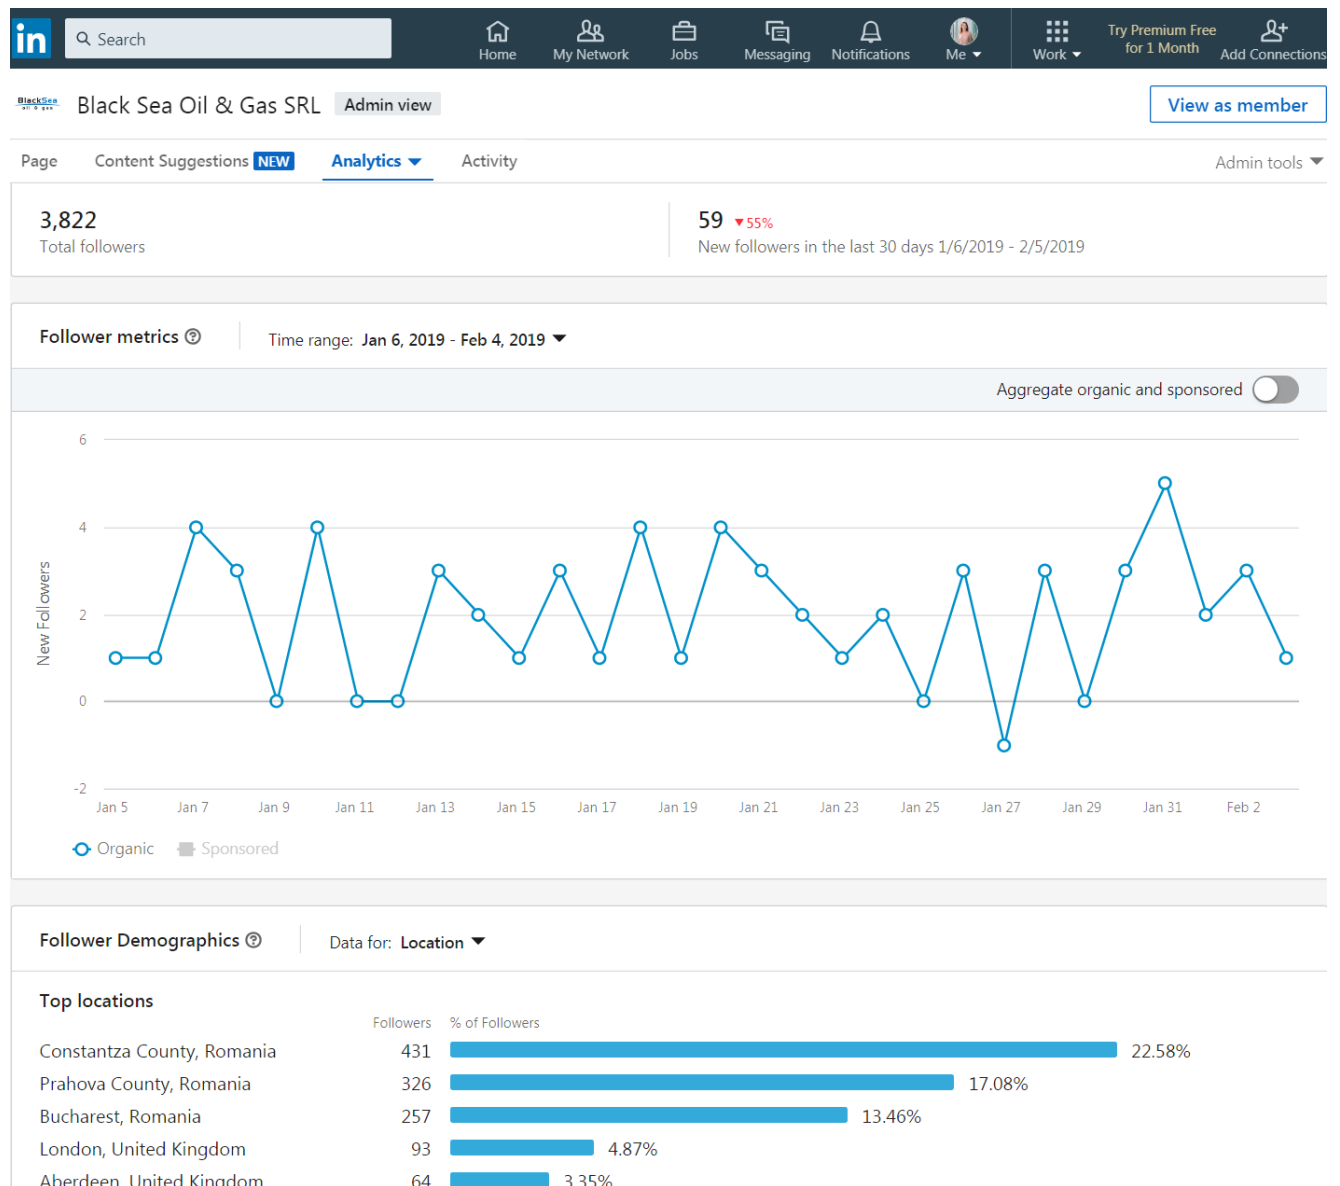 in
Search
Home
My Network
Jobs
Messaging
Notifications
Me
Work
Try Premium Free
for 1 Month
Add Connections
BlackSea
oil & gas
Black Sea Oil & Gas SRL
Admin view
View as member
Page
Content Suggestions NEW
Analytics
Activity
Admin tools
3,822
Total followers
59 ▼55%
New followers in the last 30 days 1/6/2019 - 2/5/2019
Follower metrics ?
Time range: Jan 6, 2019 - Feb 4, 2019
Aggregate organic and sponsored
6
4
2
0
-2
New Followers
Jan 5 Jan 7 Jan 9 Jan 11 Jan 13 Jan 15 Jan 17 Jan 19 Jan 21 Jan 23 Jan 25 Jan 27 Jan 29 Jan 31 Feb 2
Organic Sponsored
Follower Demographics ?
Data for: Location
Top locations
Followers % of Followers
Constantza County, Romania 431 22.58%
Prahova County, Romania 326 17.08%
Bucharest, Romania 257 13.46%
London, United Kingdom 93 4.87%
Aberdeen, United Kingdom 64 3.35%